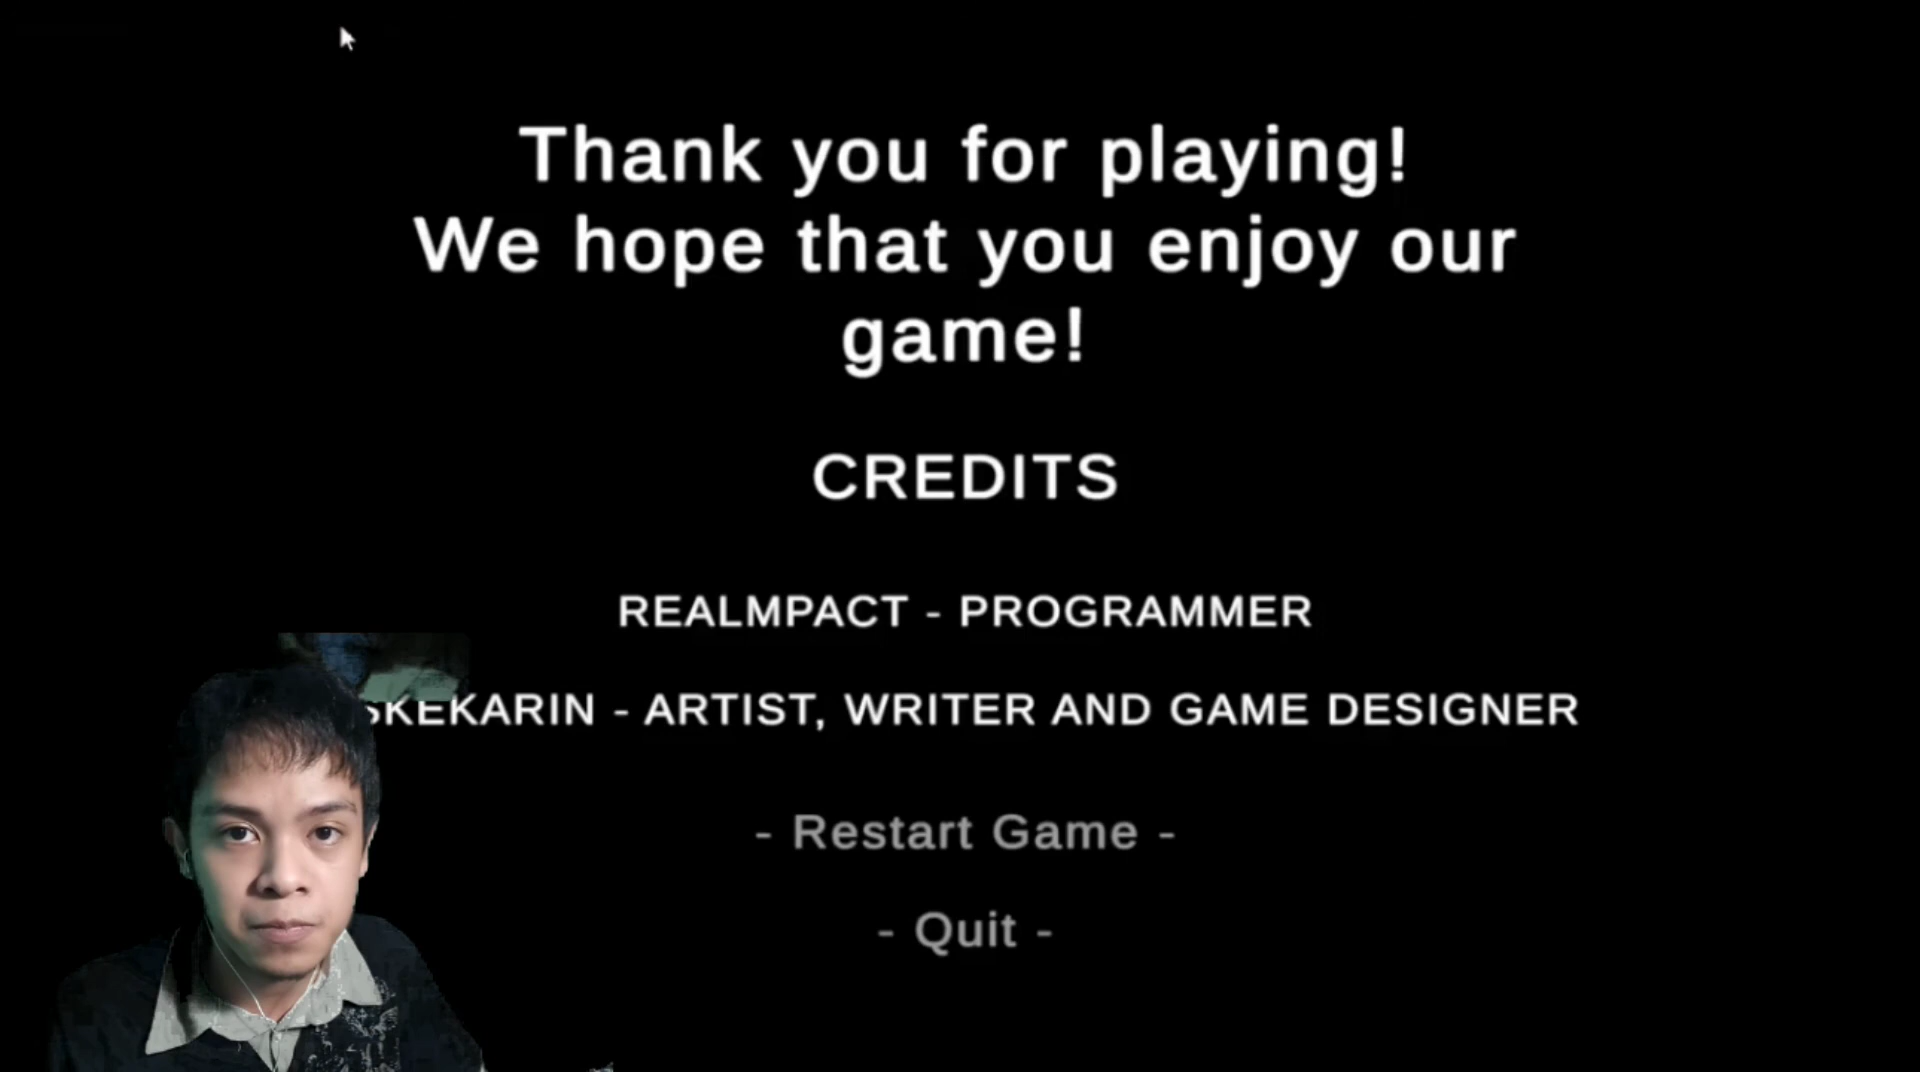 Thank you for playing!
We hope that you enjoy our
game!
CREDITS
REALMPACT - PROGRAMMER
SKEKARIN - ARTIST, WRITER AND GAME DESIGNER
- Restart Game -
- Quit -